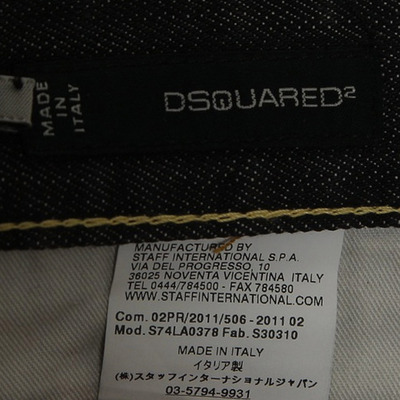 MADE
IN
ITALY
DSQUARED2
MANUFACTURED BY
STAFF INTERNATIONAL S.P.A.
VIA DEL PROGRESSO, 10
36025 NOVENTA VICENTINA ITALY
TEL 0444/784500 - FAX 784580
WWW.STAFFINTERNATIONAL.COM
Com. 02PR/2011/506 - 2011 02
Mod. S74LA0378 Fab. S30310
MADE IN ITALY
イタリア製
(株)スタッフインターナショナルジャパン
03-5794-9931